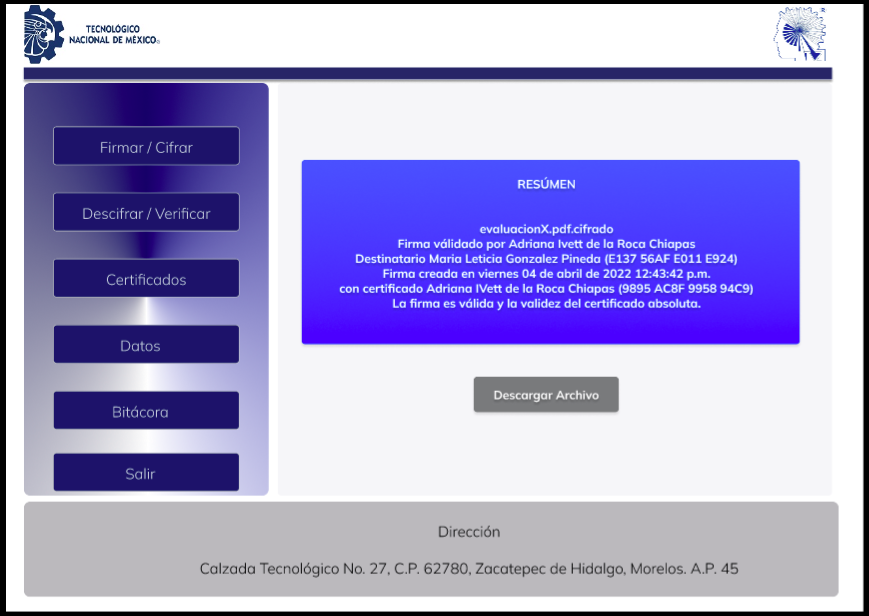 TECNOLÓGICO
NACIONAL DE MÉXICO®
Firmar / Cifrar
Descifrar / Verificar
Certificados
Datos
Bitácora
Salir
RESÚMEN
evaluacionX.pdf.cifrado
Firma válidado por Adriana Ivett de la Roca Chiapas
Destinatario Maria Leticia Gonzalez Pineda (E137 56AF E011 E924)
Firma creada en viernes 04 de abril de 2022 12:43:42 p.m.
con certificado Adriana IVett de la Roca Chiapas (9895 AC8F 9958 94C9)
La firma es válida y la validez del certificado absoluta.
Descargar Archivo
Dirección
Calzada Tecnológico No. 27, C.P. 62780, Zacatepec de Hidalgo, Morelos. A.P. 45